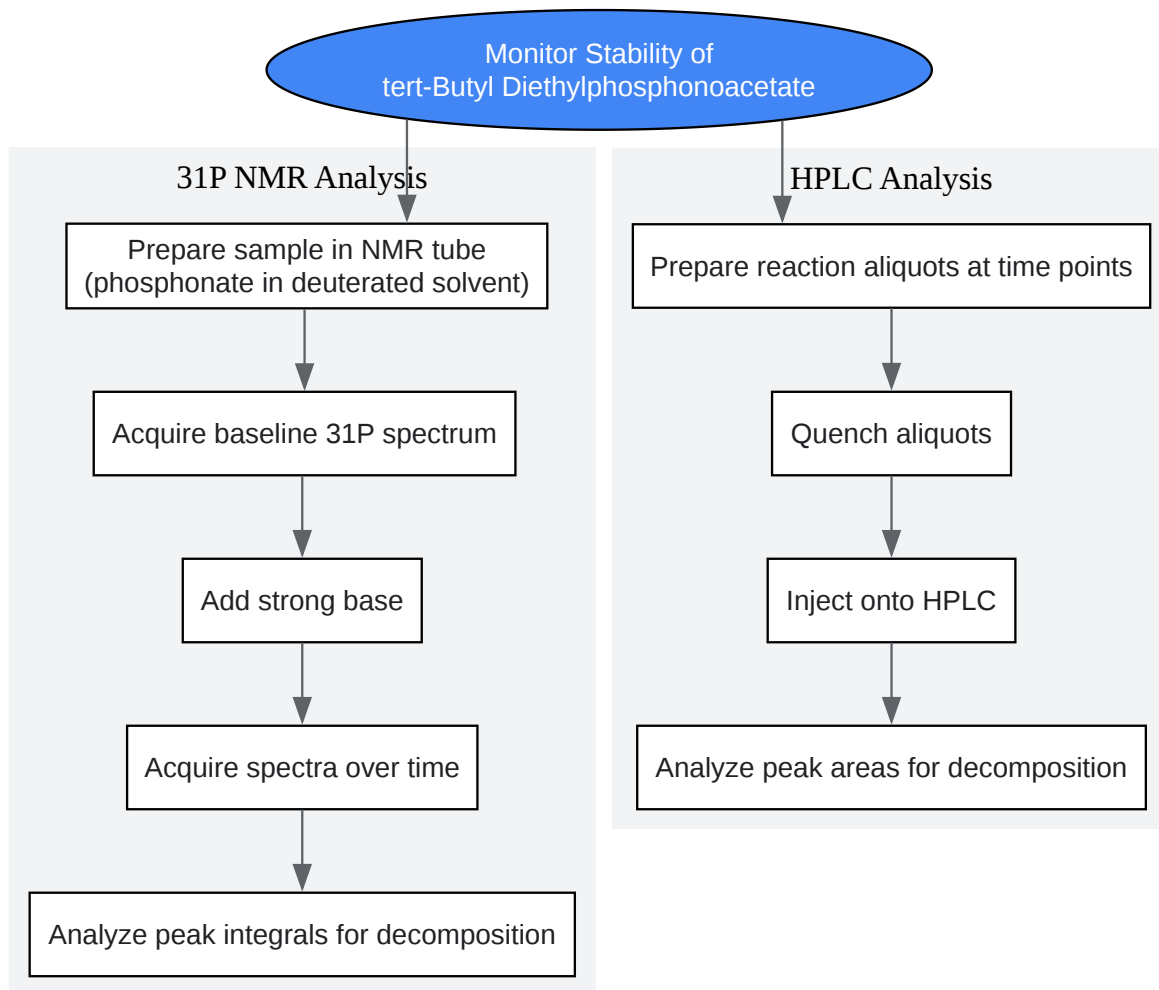 Monitor Stability of
tert-Butyl Diethylphosphonoacetate
31P NMR Analysis
Prepare sample in NMR tube
(phosphonate in deuterated solvent)
Acquire baseline 31P spectrum
Add strong base
Acquire spectra over time
Analyze peak integrals for decomposition
HPLC Analysis
Prepare reaction aliquots at time points
Quench aliquots
Inject onto HPLC
Analyze peak areas for decomposition